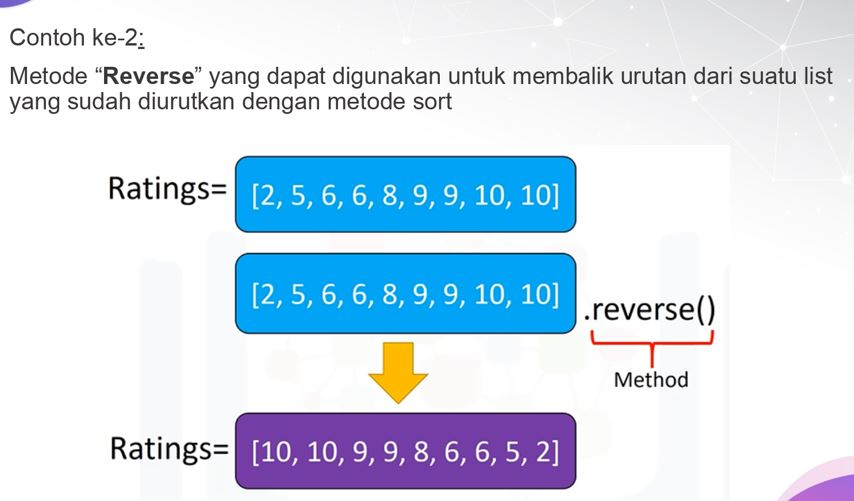 Contoh ke-2:
Metode “Reverse” yang dapat digunakan untuk membalik urutan dari suatu list
yang sudah diurutkan dengan metode sort
Ratings= [2, 5, 6, 6, 8, 9, 9, 10, 10]
[2, 5, 6, 6, 8, 9, 9, 10, 10] .reverse()
Method
Ratings= [10, 10, 9, 9, 8, 6, 6, 5, 2]